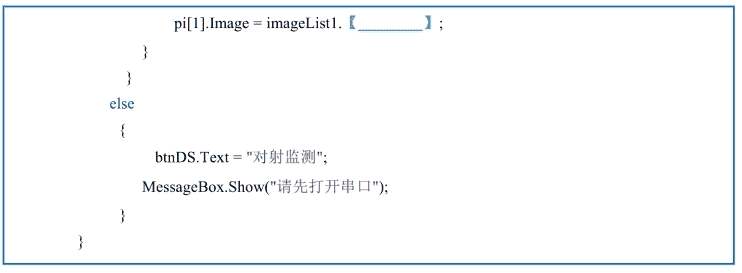 pi[1].Image = imageList1.【__________】;
}
}
else
{
btnDS.Text = "对射监测";
MessageBox.Show("请先打开串口");
}
}